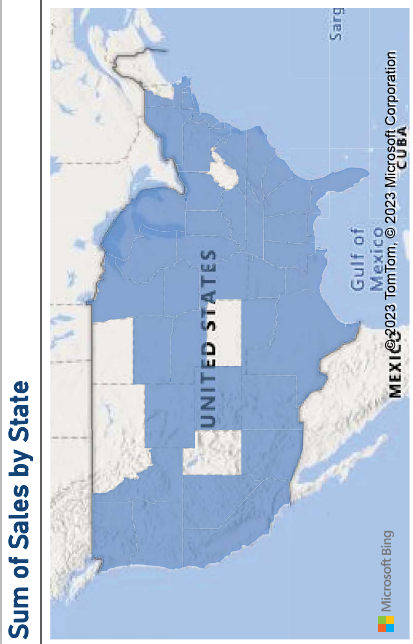 Sum of Sales by State
UNITED STATES
Sarg
Gulf of
Mexico
MEXICO
CUBA
Microsoft Bing
© 2023 TomTom, © 2023 Microsoft Corporation